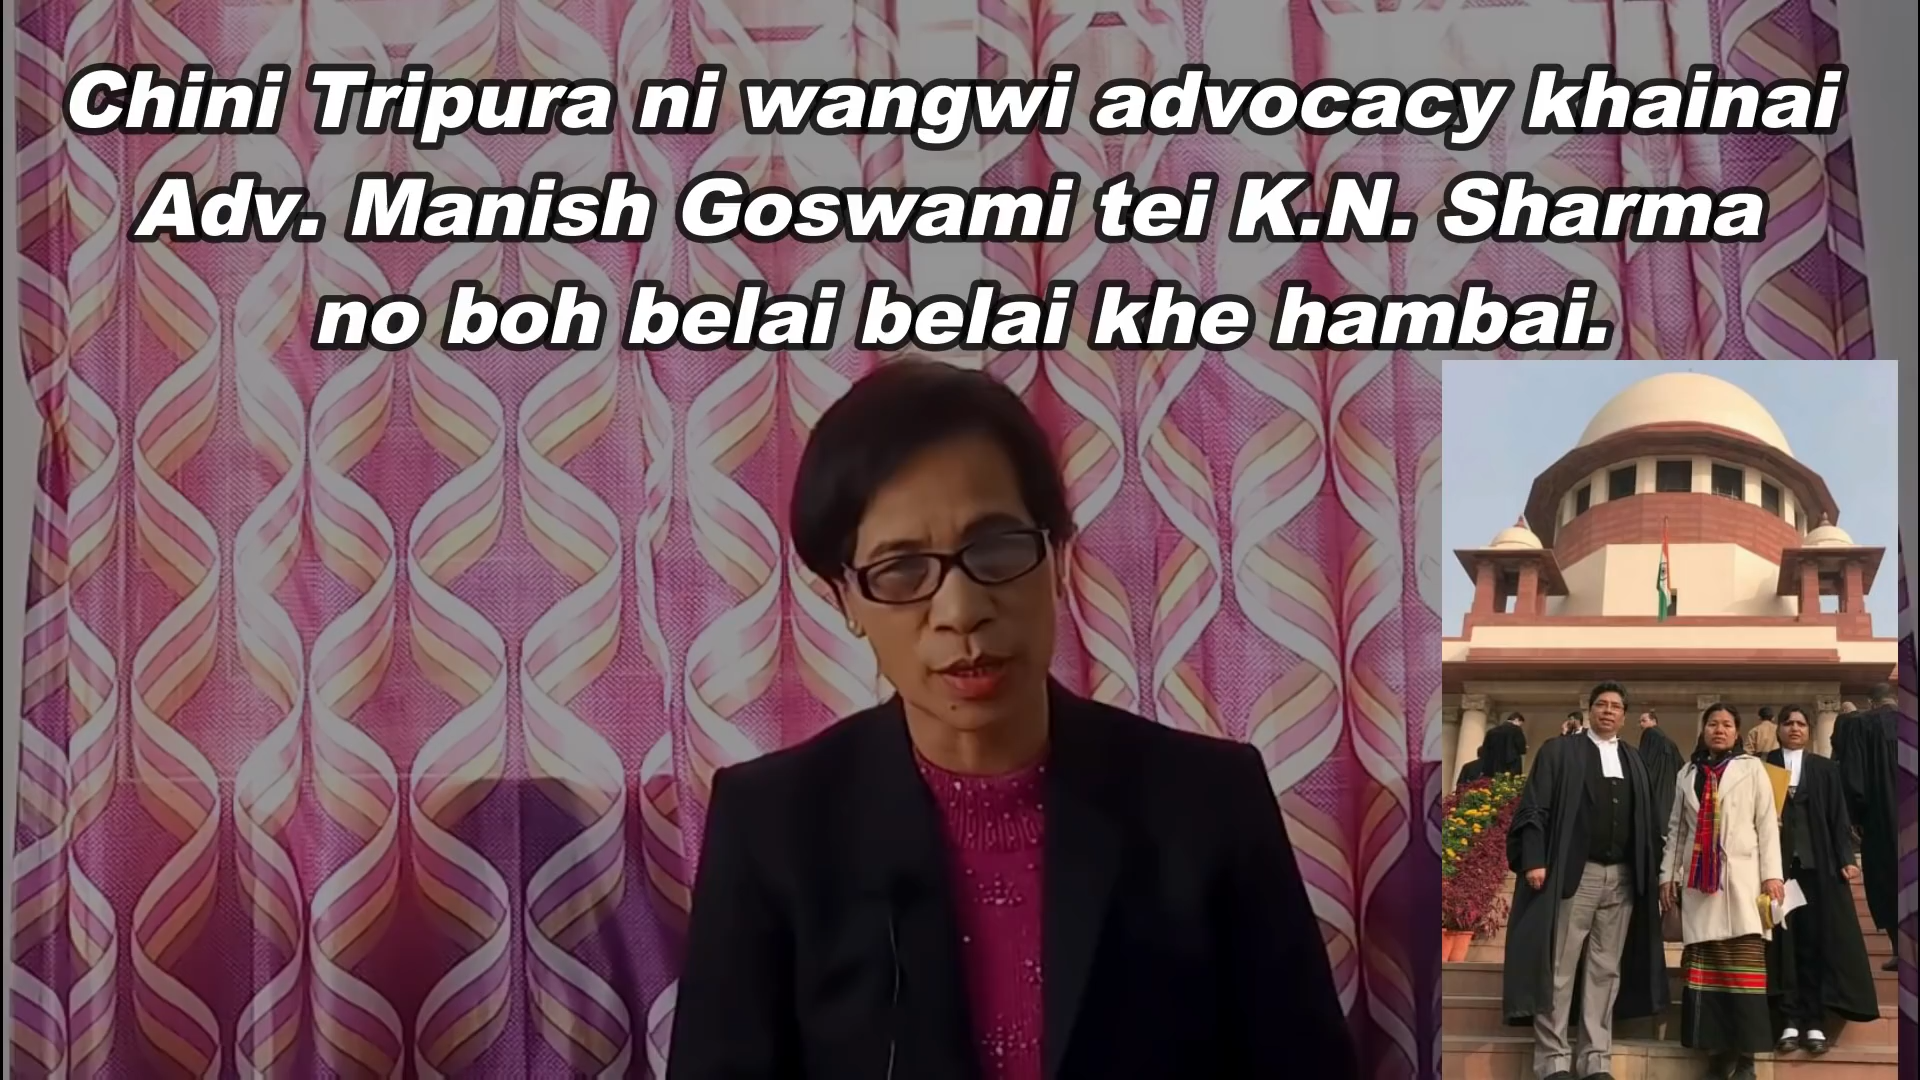 Chini Tripura ni wangwi advocacy khainai
Adv. Manish Goswami tei K.N. Sharma
no boh belai belai khe hambai.